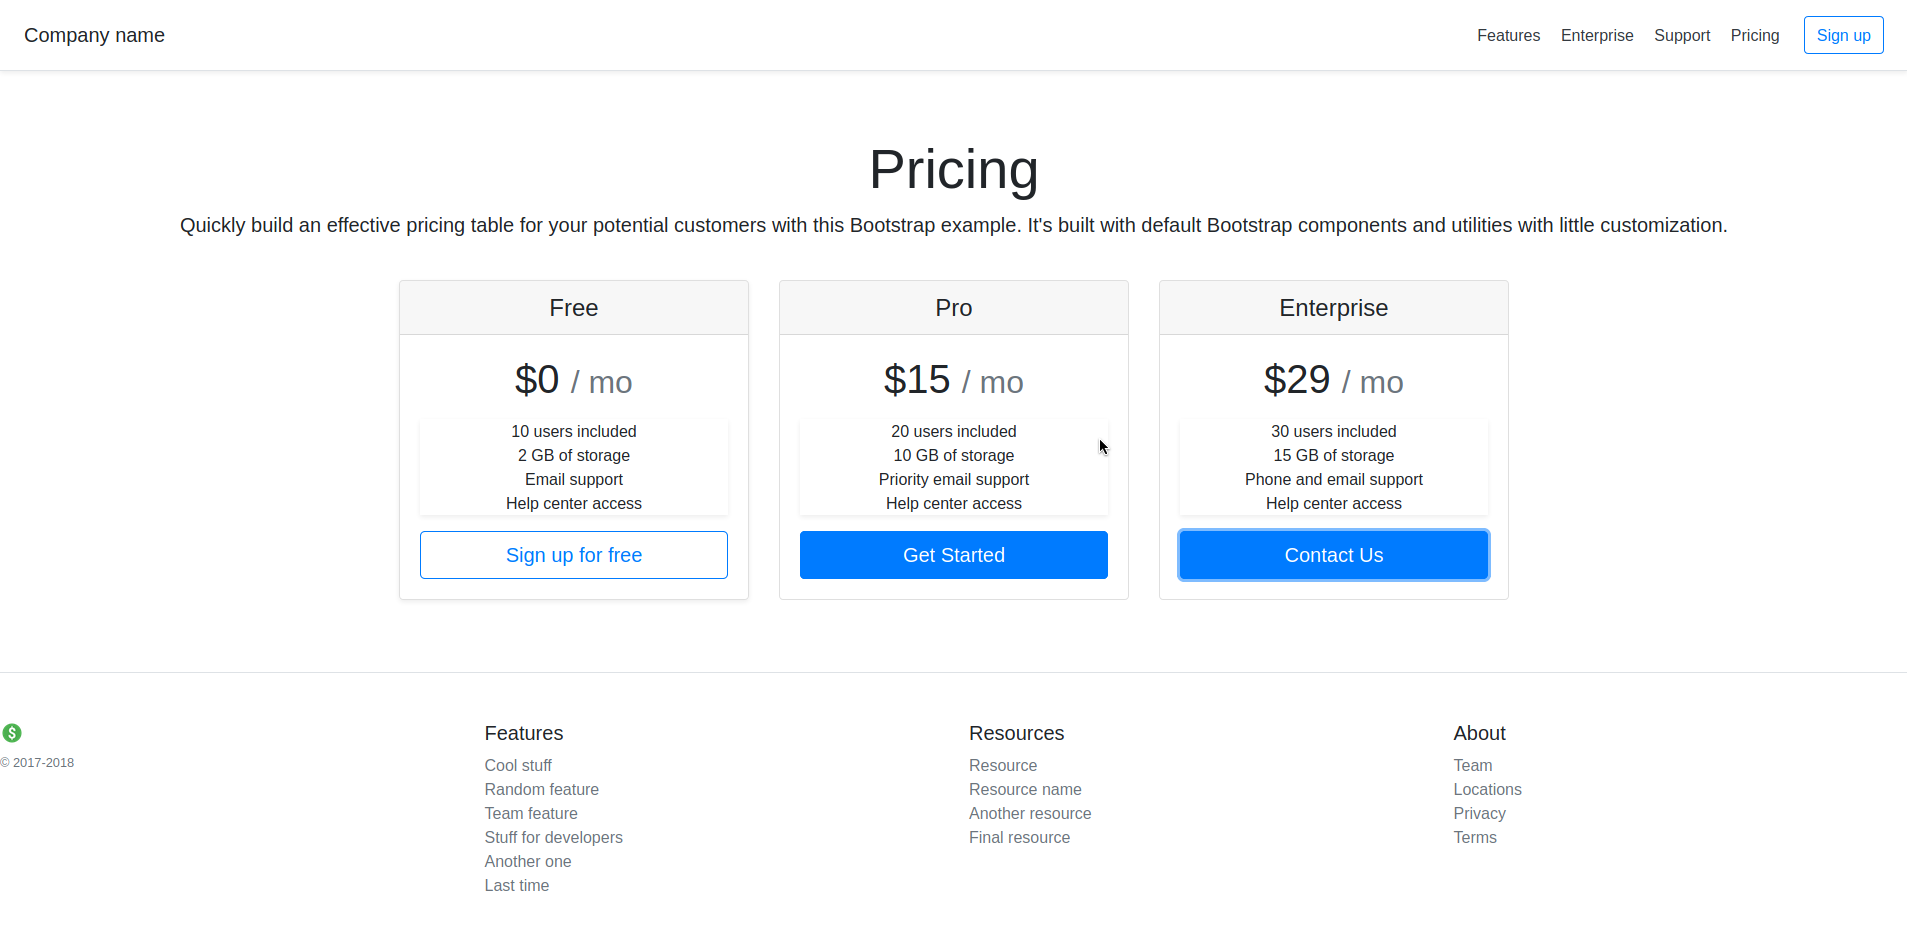 Company name
Features Enterprise Support Pricing Sign up
Pricing
Quickly build an effective pricing table for your potential customers with this Bootstrap example. It's built with default Bootstrap components and utilities with little customization.
Free
$0 / mo
10 users included
2 GB of storage
Email support
Help center access
Sign up for free
Pro
$15 / mo
20 users included
10 GB of storage
Priority email support
Help center access
Get Started
Enterprise
$29 / mo
30 users included
15 GB of storage
Phone and email support
Help center access
Contact Us
$
© 2017-2018
Features
Cool stuff
Random feature
Team feature
Stuff for developers
Another one
Last time
Resources
Resource
Resource name
Another resource
Final resource
About
Team
Locations
Privacy
Terms